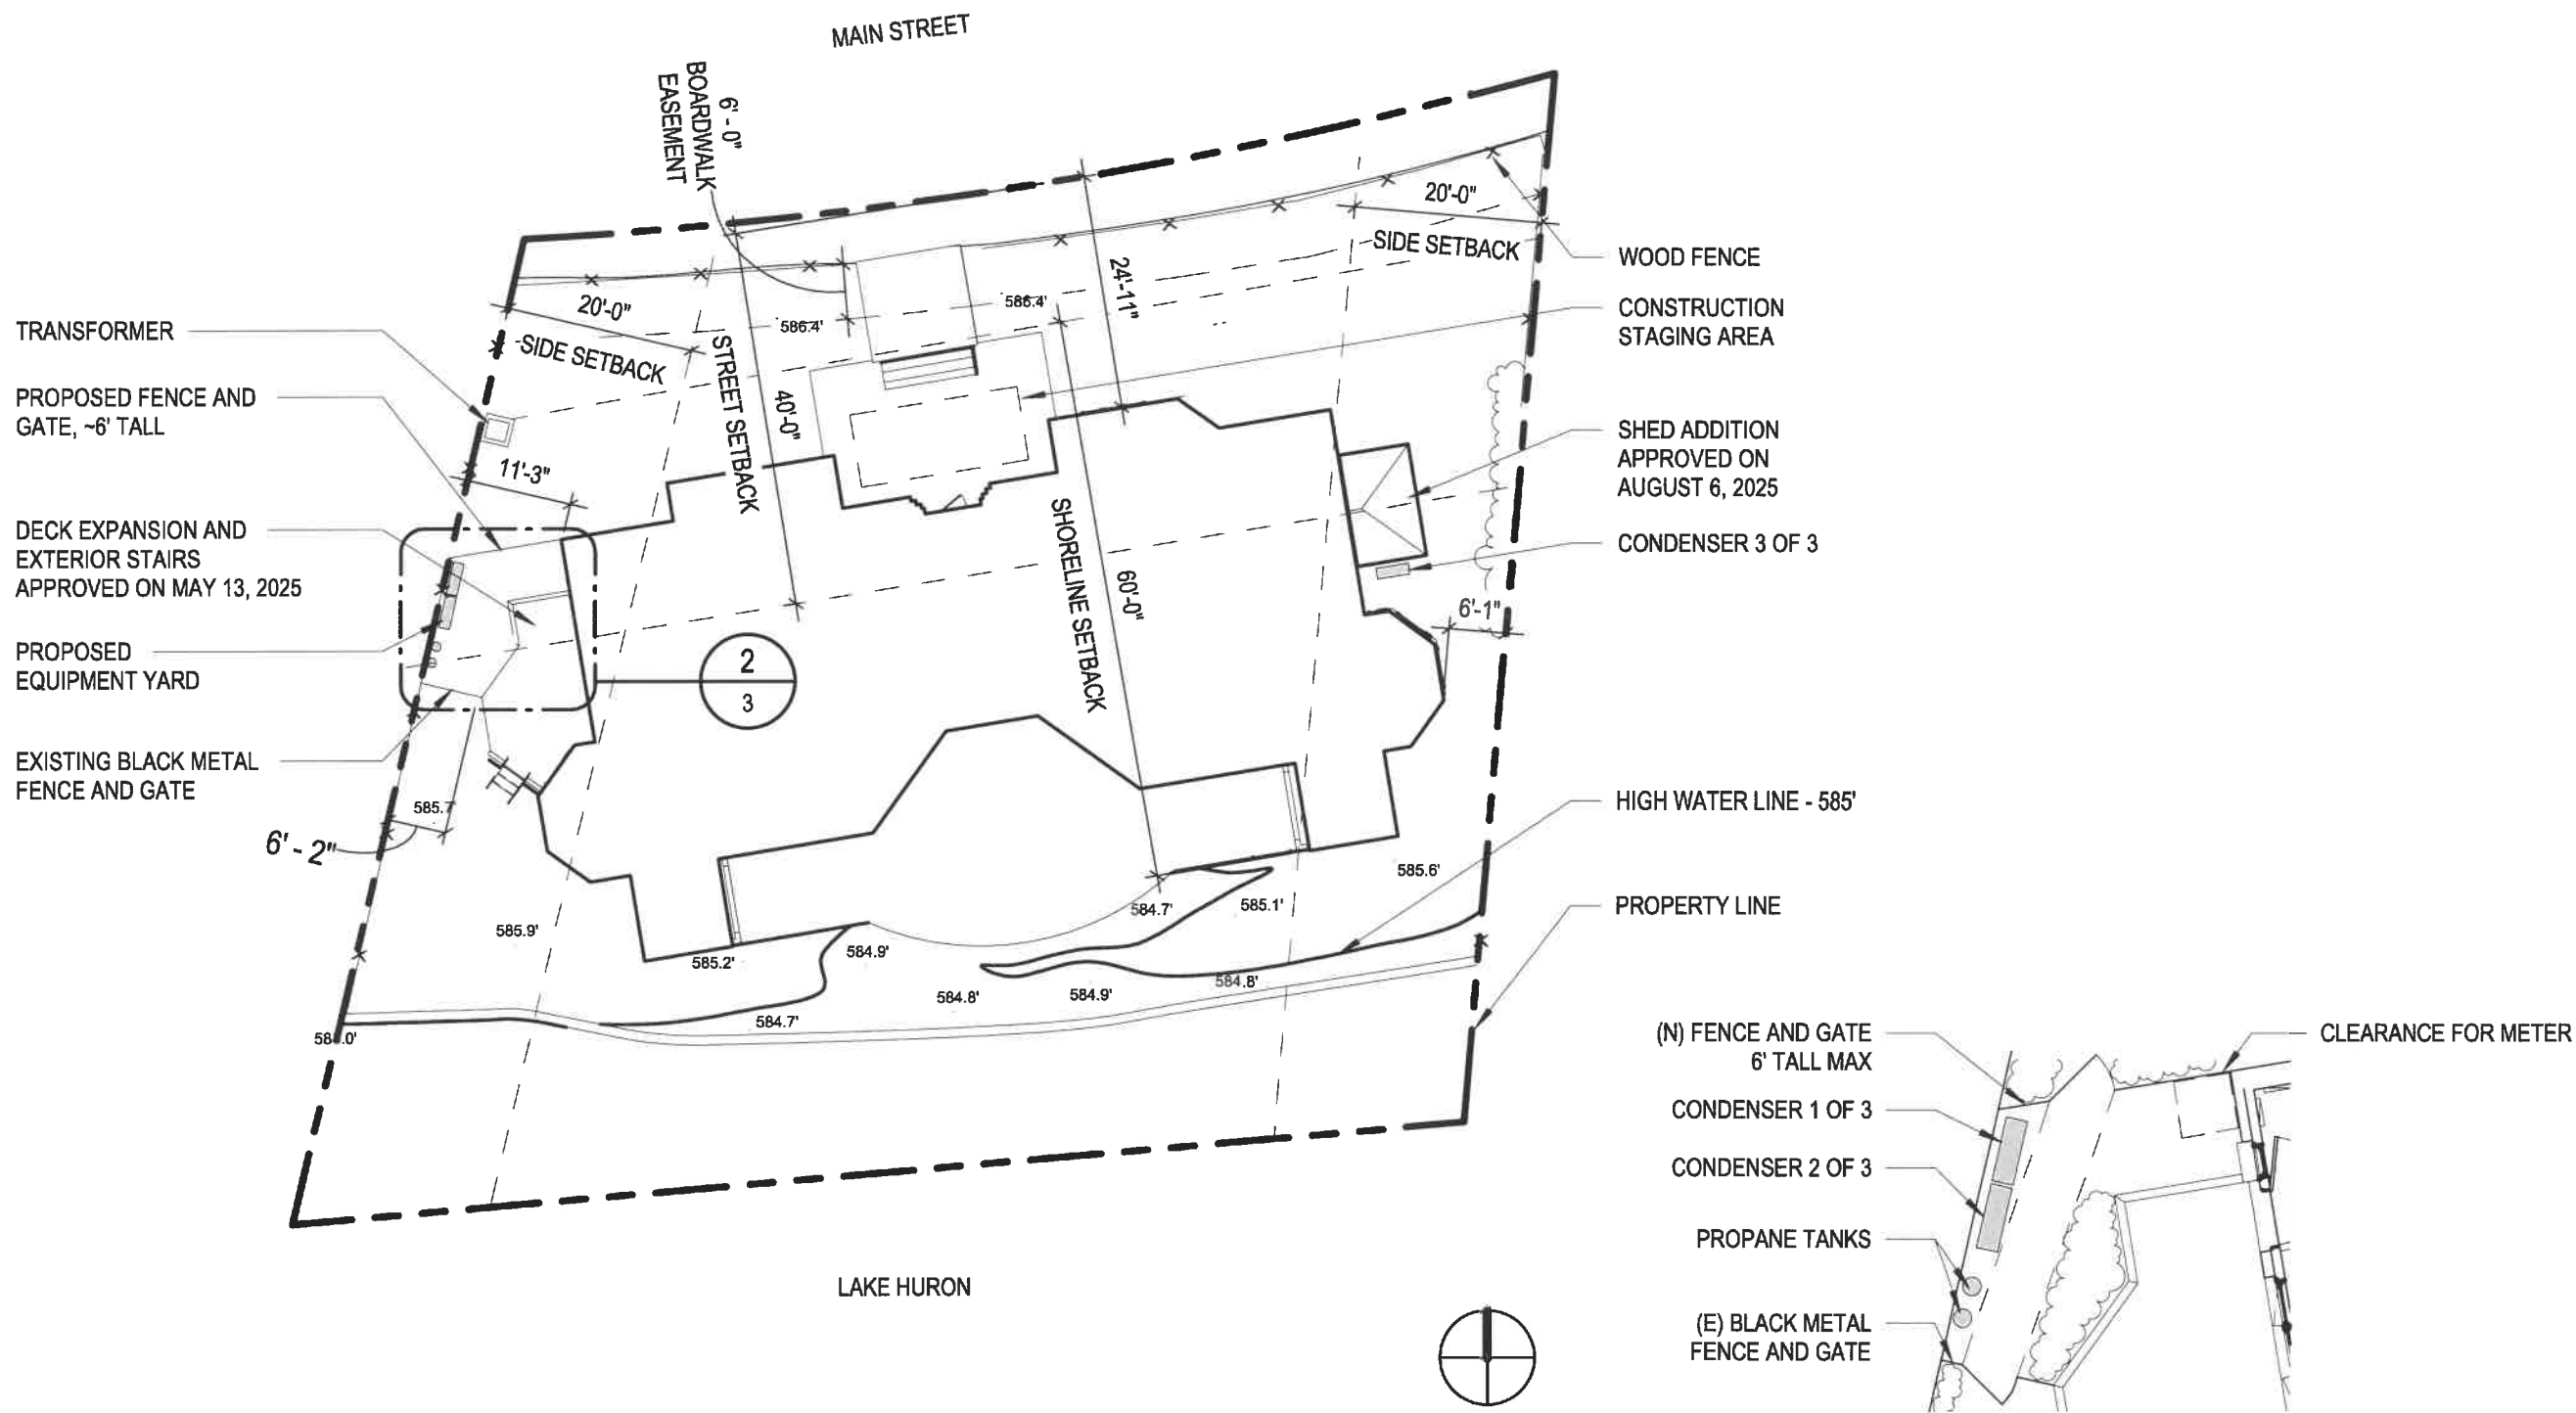 MAIN STREET
6' - 0"
BOARDWALK
EASEMENT
20'-0"
SIDE SETBACK
WOOD FENCE
CONSTRUCTION
STAGING AREA
24'-11"
586.4'
586.4'
20'-0"
SIDE SETBACK
STREET SETBACK
40'-0"
TRANSFORMER
PROPOSED FENCE AND
GATE, ~6' TALL
11'-3"
DECK EXPANSION AND
EXTERIOR STAIRS
APPROVED ON MAY 13, 2025
PROPOSED
EQUIPMENT YARD
EXISTING BLACK METAL
FENCE AND GATE
2
3
SHORELINE SETBACK
60'-0"
SHED ADDITION
APPROVED ON
AUGUST 6, 2025
CONDENSER 3 OF 3
6'-1"
585.7'
6' - 2"
HIGH WATER LINE - 585'
PROPERTY LINE
585.6'
585.1'
584.7'
585.9'
585.2'
584.9'
584.8'
584.9'
584.8'
584.7'
LAKE HURON
(N) FENCE AND GATE
6' TALL MAX
CONDENSER 1 OF 3
CONDENSER 2 OF 3
PROPANE TANKS
(E) BLACK METAL
FENCE AND GATE
CLEARANCE FOR METER